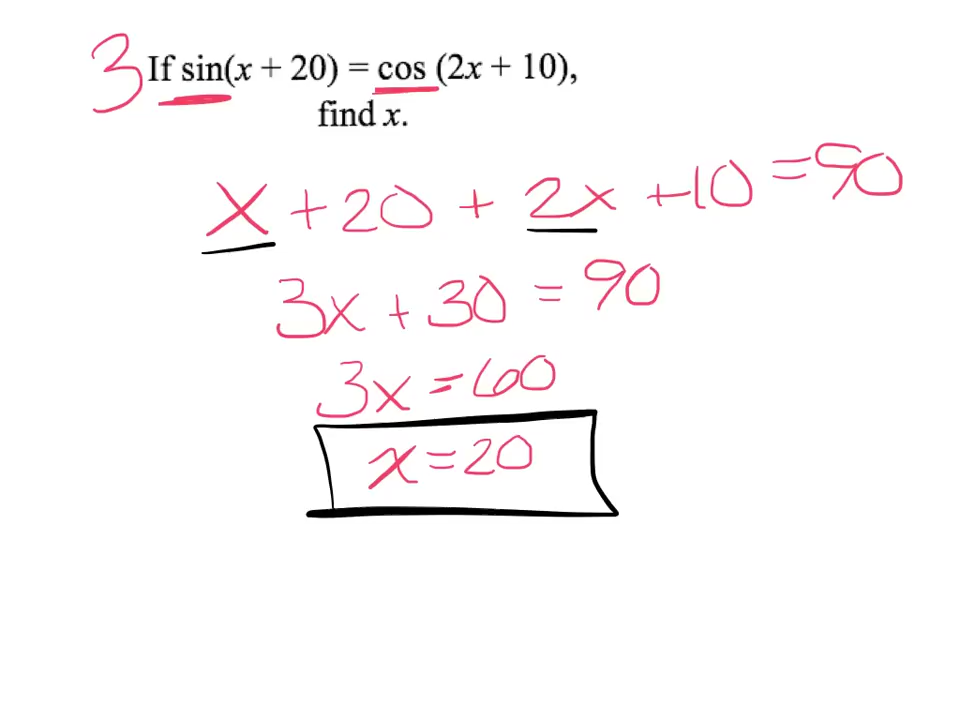 3 If sin(x + 20) = cos (2x + 10),
find x.
x + 20 + 2x + 10 = 90
3x + 30 = 90
3x = 60
x = 20